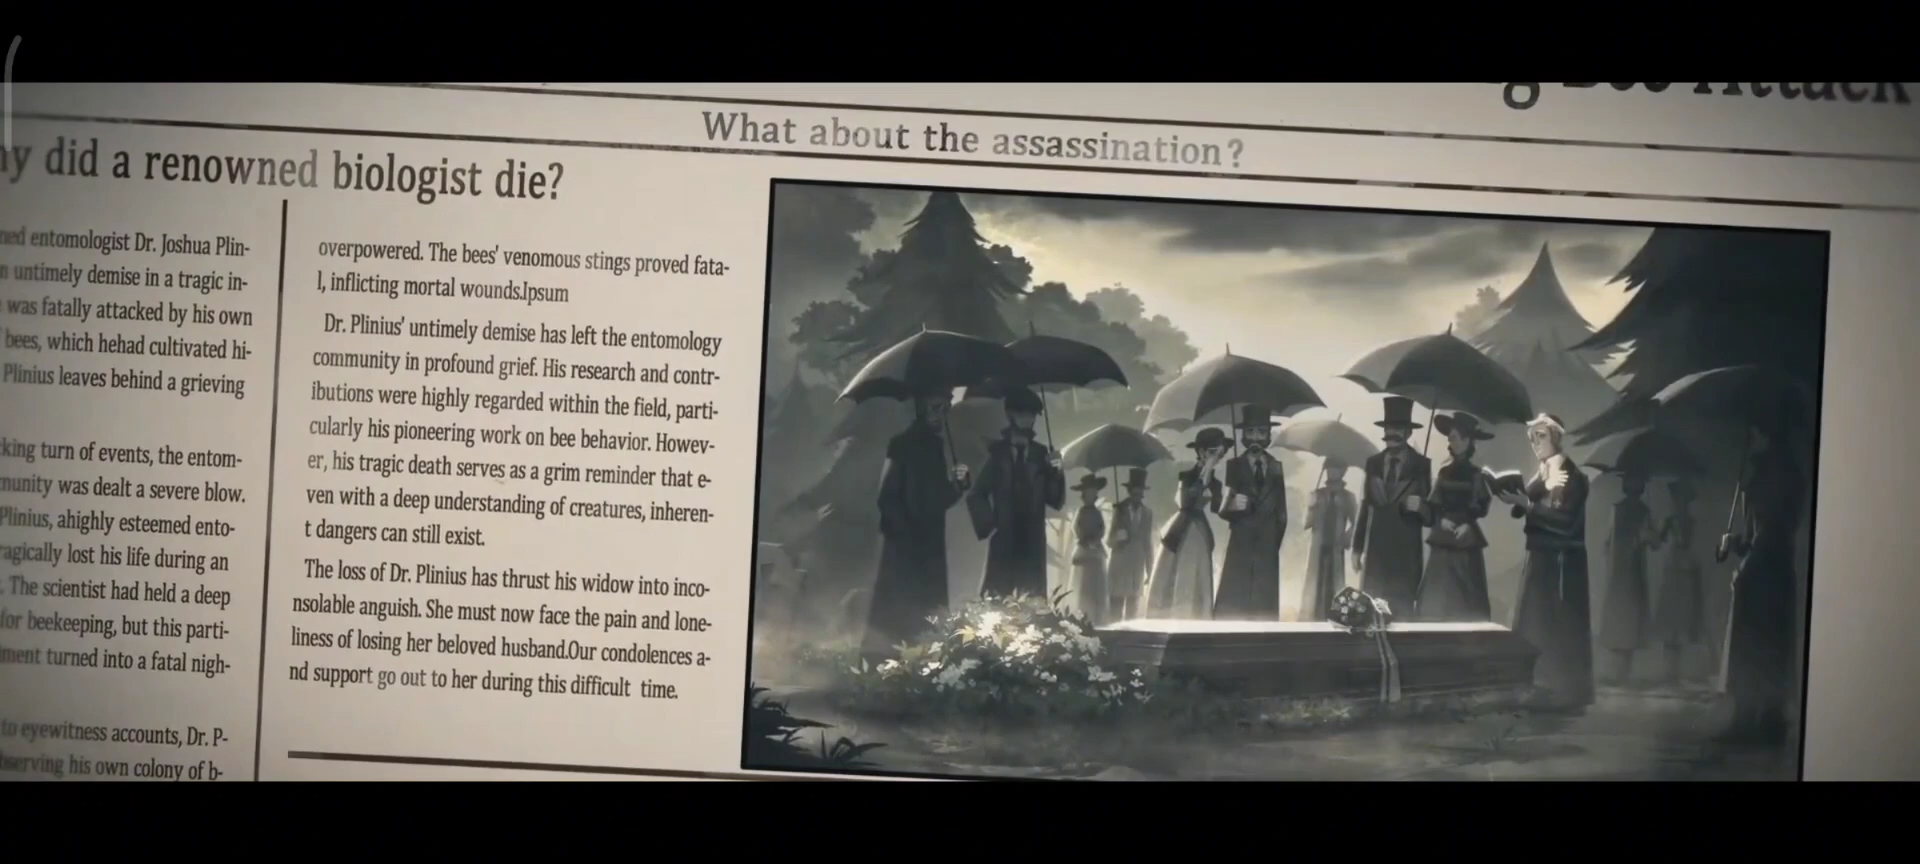 Attack
What about the assassination?
did a renowned biologist die?
entomologist Dr. Joshua Plin-
untimely demise in a tragic in-
was fatally attacked by his own
bees, which hehad cultivated hi-
Plinius leaves behind a grieving
turn of events, the entom-
was dealt a severe blow.
Plinius, ahighly esteemed ento-
lost his life during an
The scientist had held a deep
for beekeeping, but this parti-
turned into a fatal nigh-
to eyewitness accounts, Dr. P-
his own colony of b-
overpowered. The bees' venomous stings proved fata-
l, inflicting mortal wounds.Ipsum
Dr. Plinius' untimely demise has left the entomology
community in profound grief. His research and contr-
ibutions were highly regarded within the field, parti-
cularly his pioneering work on bee behavior. Howev-
er, his tragic death serves as a grim reminder that e-
ven with a deep understanding of creatures, inheren-
t dangers can still exist.
The loss of Dr. Plinius has thrust his widow into inco-
nsolable anguish. She must now face the pain and lone-
liness of losing her beloved husband.Our condolences a-
nd support go out to her during this difficult time.